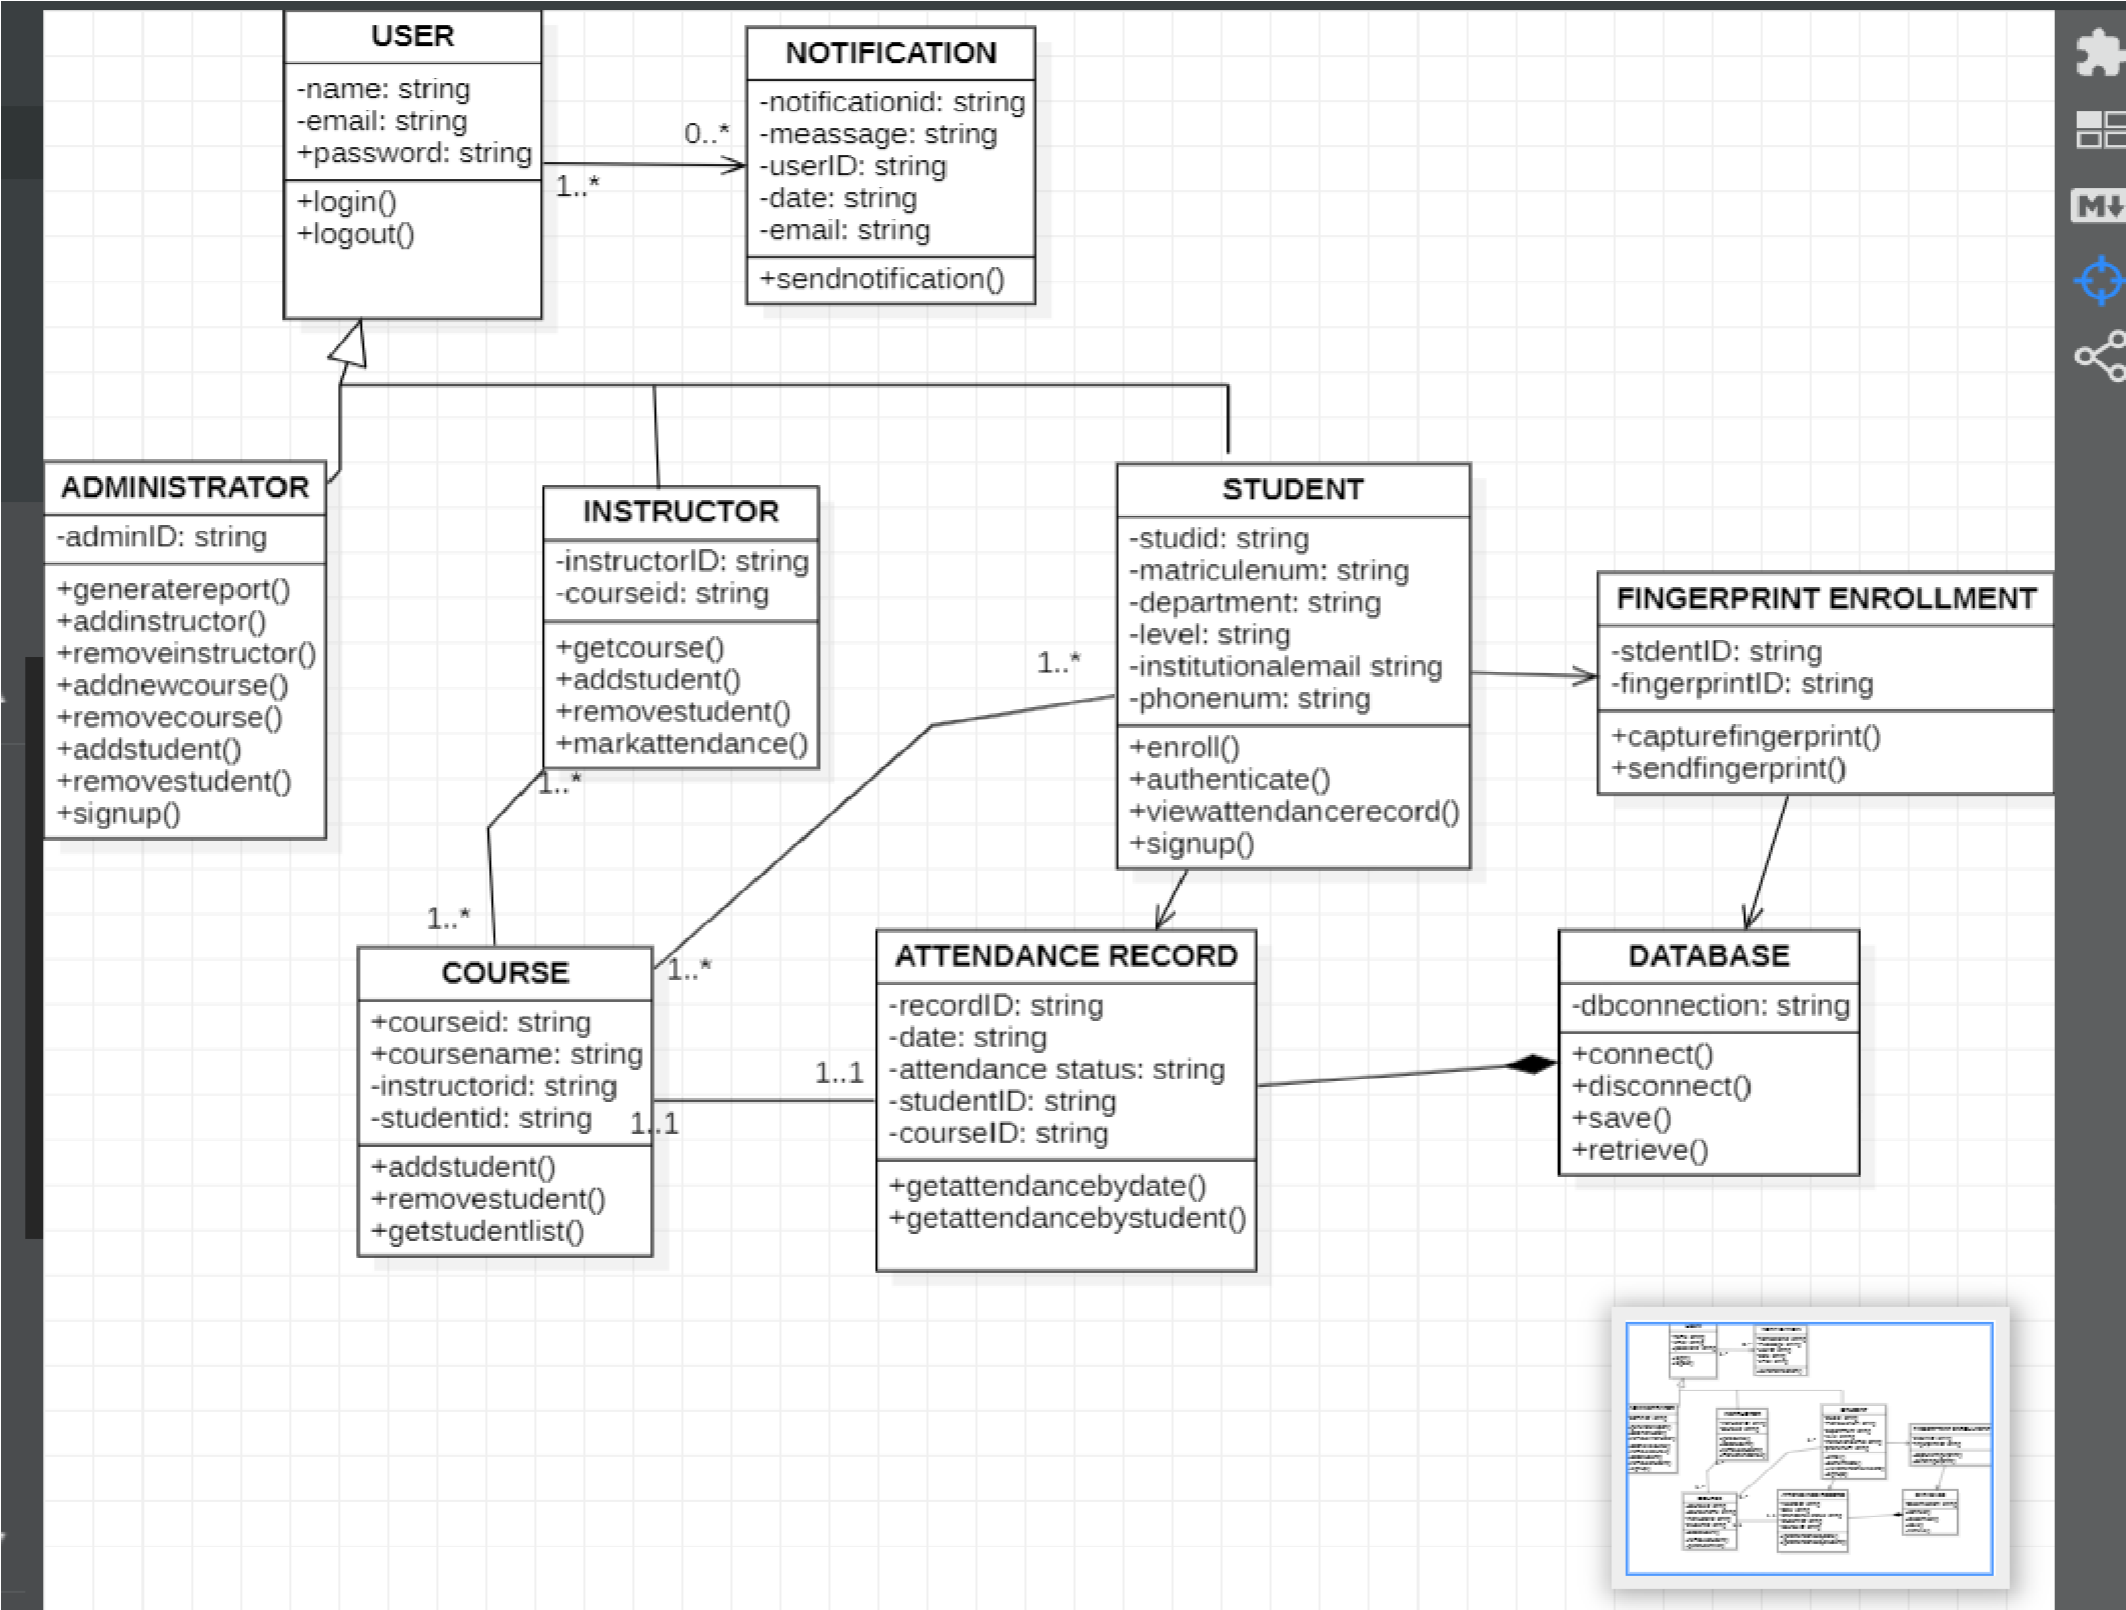 USER
-name: string
-email: string
+password: string
+login()
+logout()
NOTIFICATION
-notificationid: string
-meassage: string
-userID: string
-date: string
-email: string
+sendnotification()
0..*
1..*
M
ADMINISTRATOR
-adminID: string
+generatereport()
+addinstructor()
+removeinstructor()
+addnewcourse()
+removecourse()
+addstudent()
+removestudent()
+signup()
INSTRUCTOR
-instructorID: string
-courseid: string
+getcourse()
+addstudent()
+removestudent()
+markattendance()
1..*
STUDENT
-studid: string
-matriculenum: string
-department: string
-level: string
-institutionalemail string
-phonenum: string
+enroll()
+authenticate()
+viewattendancerecord()
+signup()
1..*
FINGERPRINT ENROLLMENT
-stdentID: string
-fingerprintID: string
+capturefingerprint()
+sendfingerprint()
1..*
COURSE
+courseid: string
+coursename: string
-instructorid: string
-studentid: string
+addstudent()
+removestudent()
+getstudentlist()
1..*
1..1
1..1
ATTENDANCE RECORD
-recordID: string
-date: string
-attendance status: string
-studentID: string
-courseID: string
+getattendancebydate()
+getattendancebystudent()
DATABASE
-dbconnection: string
+connect()
+disconnect()
+save()
+retrieve()